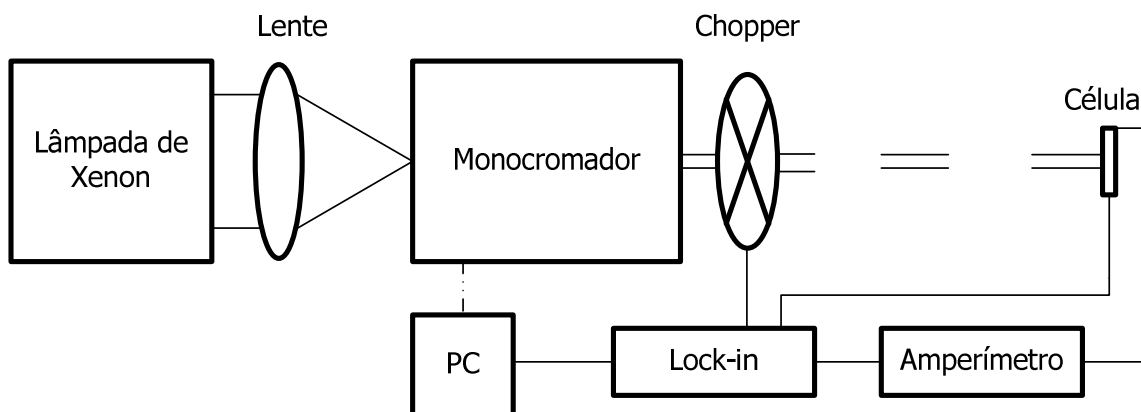 Lente
Chopper
Célula
Lâmpada de
Xenon
Monocromador
PC
Lock-in
Amperímetro